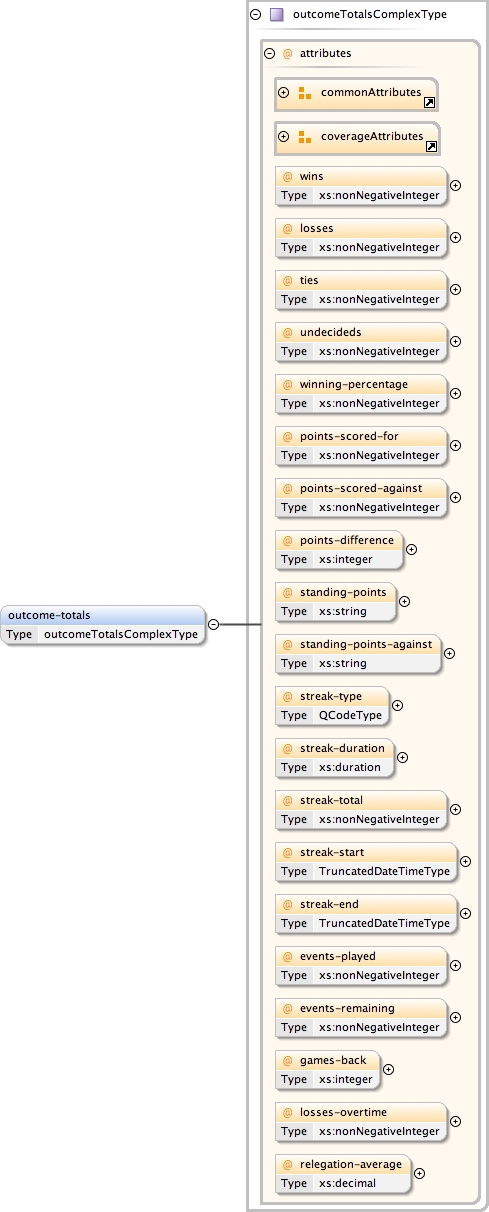 outcomeTotalsComplexType
@ attributes
commonAttributes
coverageAttributes
@ wins
Type xs:nonNegativeInteger
@ losses
Type xs:nonNegativeInteger
@ ties
Type xs:nonNegativeInteger
@ undecideds
Type xs:nonNegativeInteger
@ winning-percentage
Type xs:nonNegativeInteger
@ points-scored-for
Type xs:nonNegativeInteger
@ points-scored-against
Type xs:nonNegativeInteger
@ points-difference
Type xs:integer
@ standing-points
Type xs:string
outcome-totals
Type outcomeTotalsComplexType
@ standing-points-against
Type xs:string
@ streak-type
Type QCodeType
@ streak-duration
Type xs:duration
@ streak-total
Type xs:nonNegativeInteger
@ streak-start
Type TruncatedDateTimeType
@ streak-end
Type TruncatedDateTimeType
@ events-played
Type xs:nonNegativeInteger
@ events-remaining
Type xs:nonNegativeInteger
@ games-back
Type xs:integer
@ losses-overtime
Type xs:nonNegativeInteger
@ relegation-average
Type xs:decimal